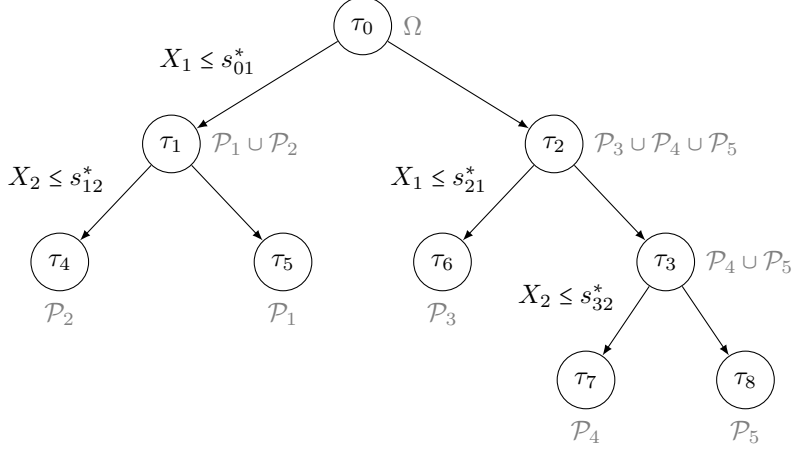 τ₀ Ω
X₁ ≤ s*₀₁
τ₁ 𝒫₁ ∪ 𝒫₂
τ₂ 𝒫₃ ∪ 𝒫₄ ∪ 𝒫₅
X₂ ≤ s*₁₂
X₁ ≤ s*₂₁
τ₄
τ₅
τ₆
τ₃ 𝒫₄ ∪ 𝒫₅
𝒫₂
𝒫₁
𝒫₃
X₂ ≤ s*₃₂
τ₇
τ₈
𝒫₄
𝒫₅